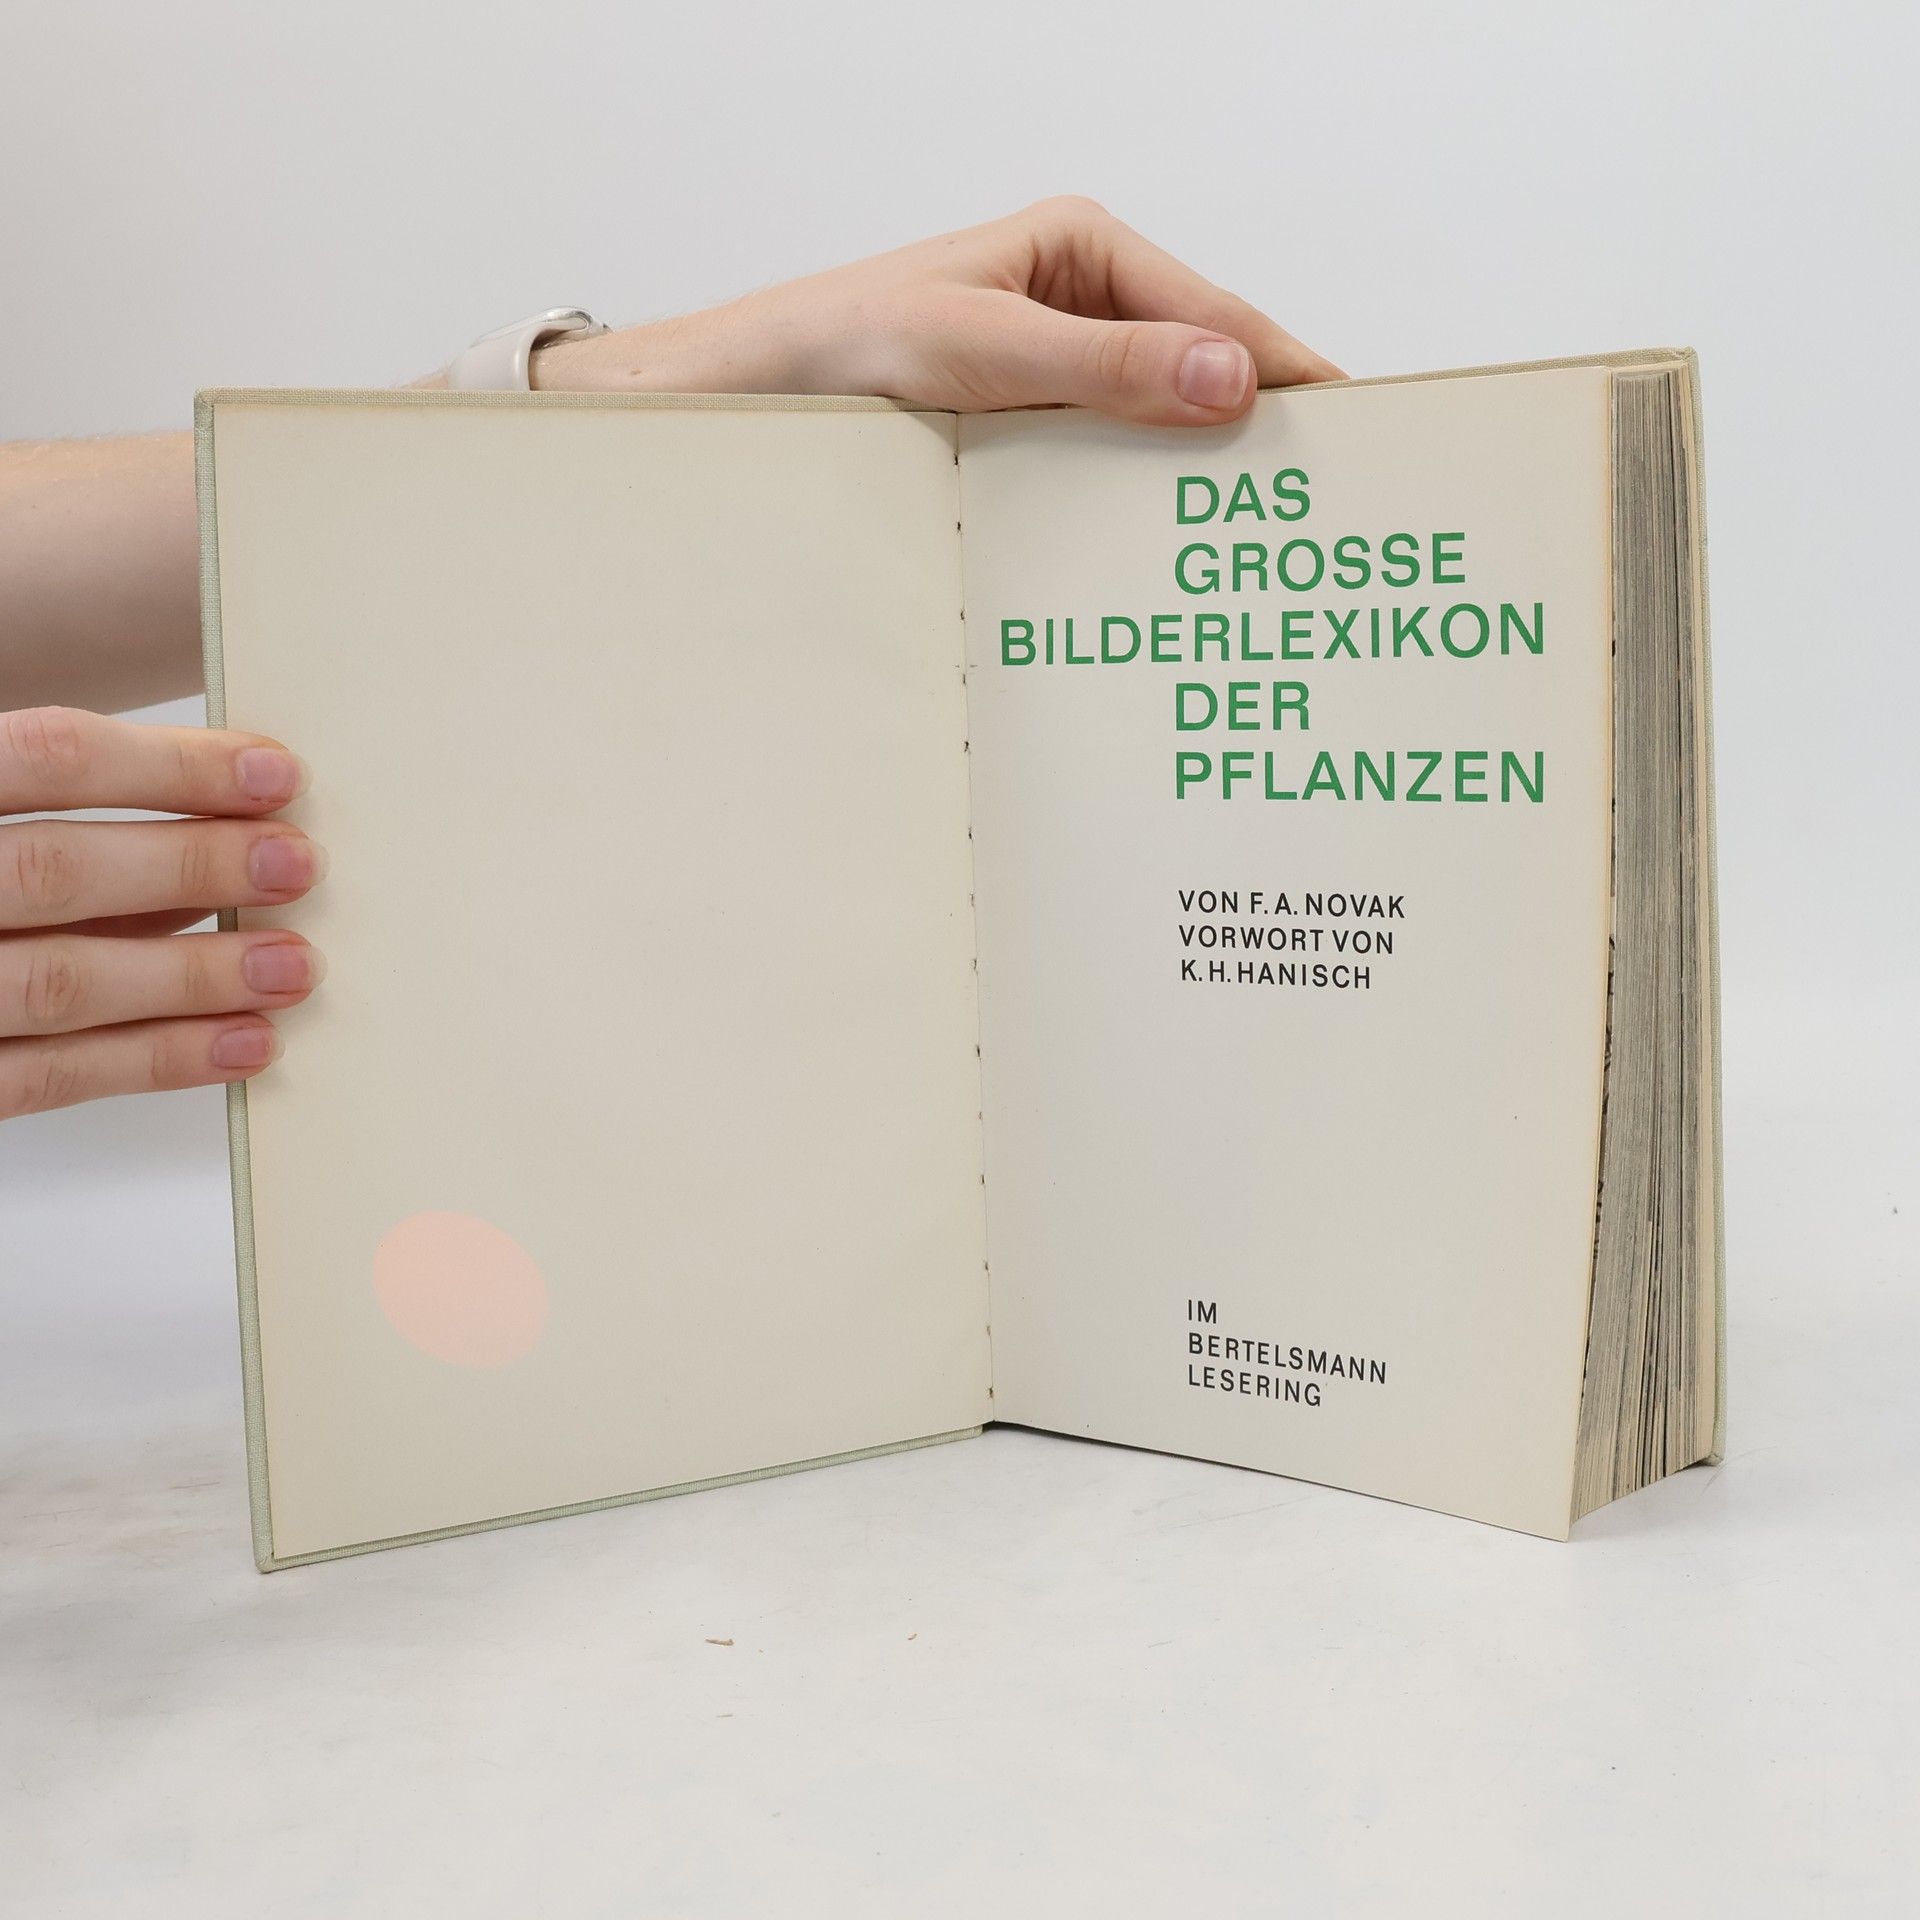 DAS
GROSSE
BILDERLEXIKON
DER
PFLANZEN
VON F. A. NOVAK
VORWORT VON
K. H. HANISCH
IM
BERTELSMANN
LESERING